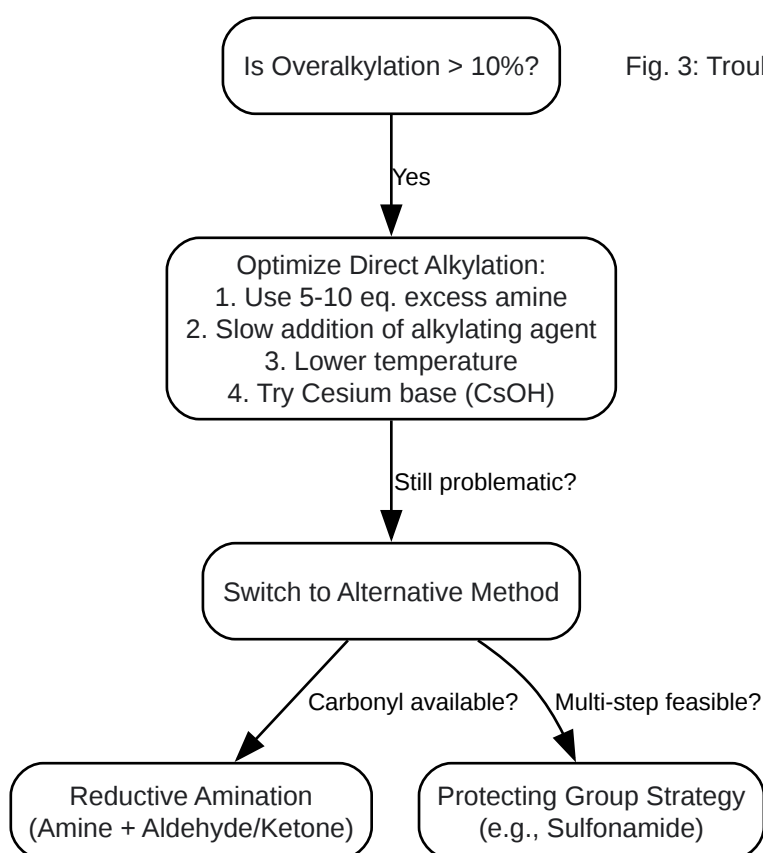 Is Overalkylation > 10%?
Fig. 3: Troul
Yes
Optimize Direct Alkylation:
1. Use 5-10 eq. excess amine
2. Slow addition of alkylating agent
3. Lower temperature
4. Try Cesium base (CsOH)
Still problematic?
Switch to Alternative Method
Carbonyl available?
Multi-step feasible?
Reductive Amination
(Amine + Aldehyde/Ketone)
Protecting Group Strategy
(e.g., Sulfonamide)